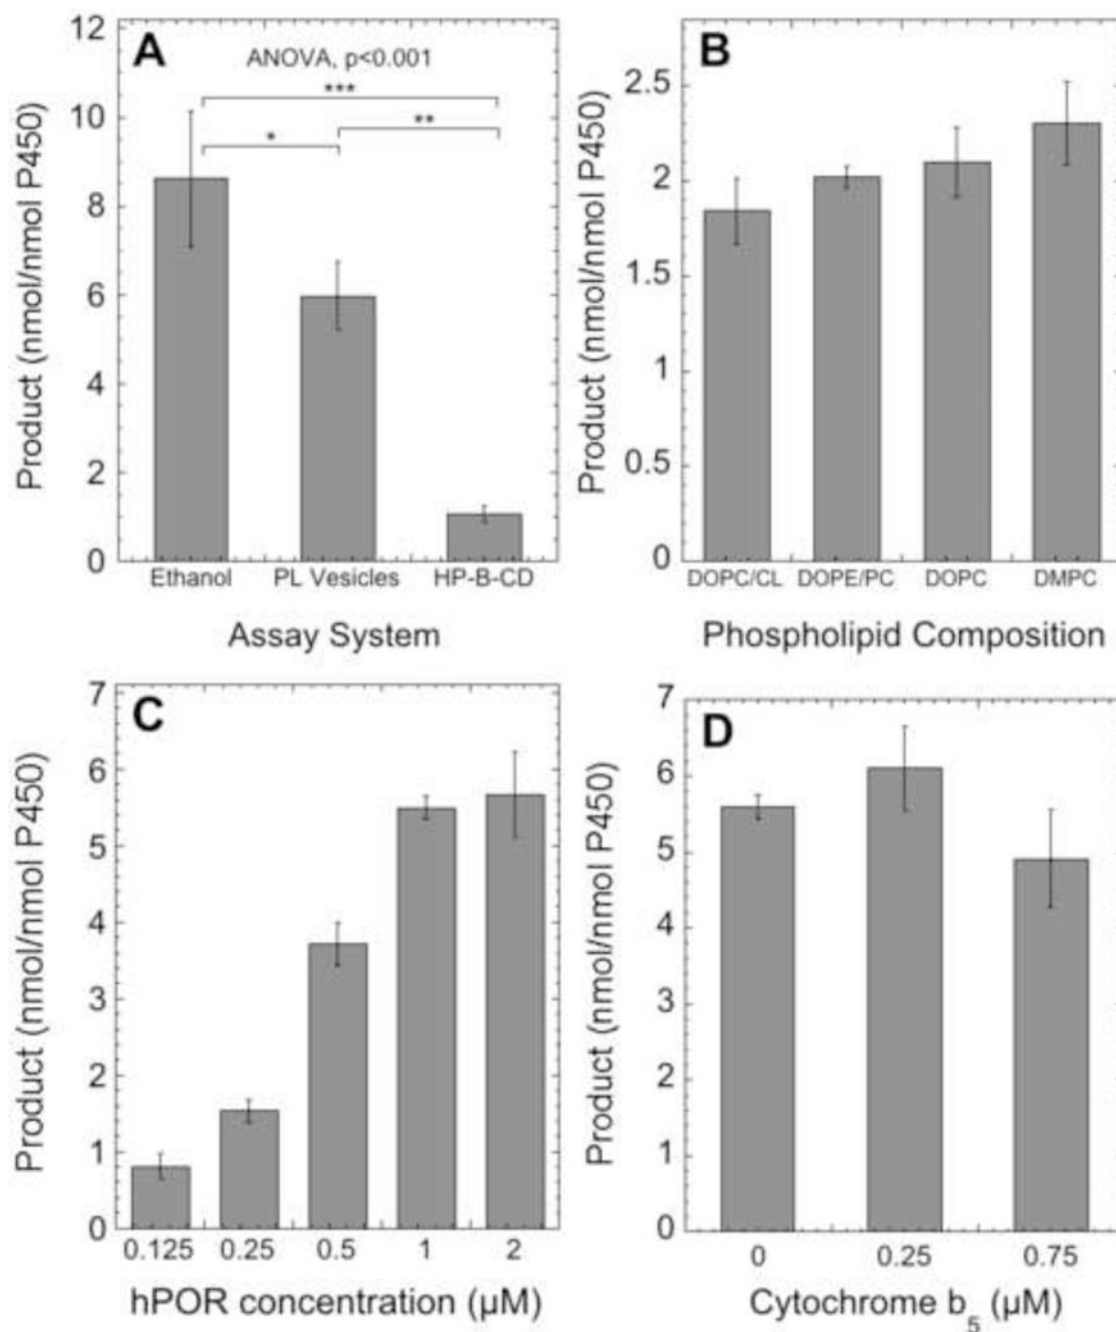 A
ANOVA, p<0.001
***
*
**
12
10
8
6
4
2
0
Product (nmol/nmol P450)
Ethanol PL Vesicles HP-B-CD
Assay System
B
2.5
2
1.5
1
0.5
0
Product (nmol/nmol P450)
DOPC/CL DOPE/PC DOPC DMPC
Phospholipid Composition
C
7
6
5
4
3
2
1
0
Product (nmol/nmol P450)
0.125 0.25 0.5 1 2
hPOR concentration (µM)
D
7
6
5
4
3
2
1
0
Product (nmol/nmol P450)
0 0.25 0.75
Cytochrome b5 (µM)